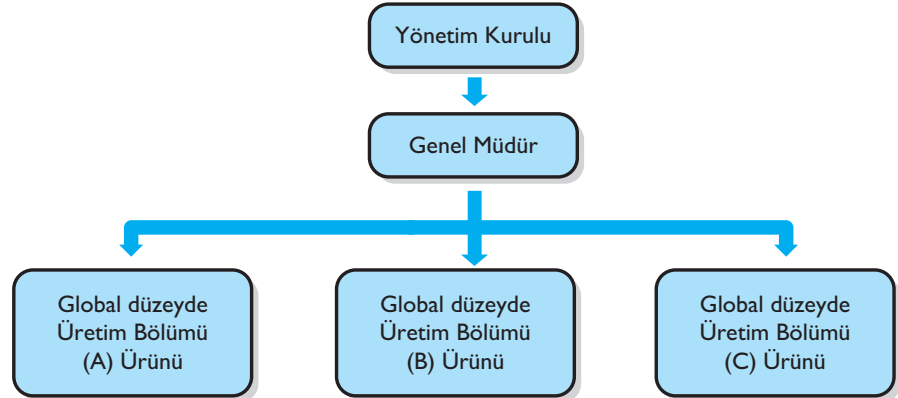 Yönetim Kurulu
Genel Müdür
Global düzeyde
Üretim Bölümü
(A) Ürünü
Global düzeyde
Üretim Bölümü
(B) Ürünü
Global düzeyde
Üretim Bölümü
(C) Ürünü